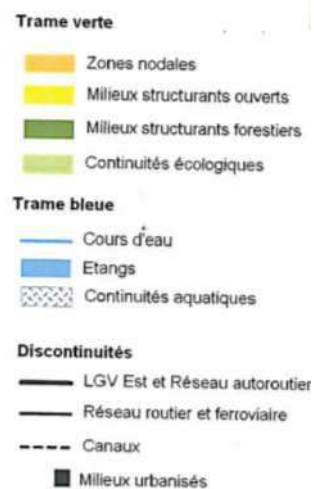 Trame verte
Zones nodales
Milieux structurants ouverts
Milieux structurants forestiers
Continuités écologiques
Trame bleue
Cours d'eau
Etangs
Continuités aquatiques
Discontinuités
LGV Est et Réseau autoroutier
Réseau routier et ferroviaire
Canaux
Milieux urbanisés